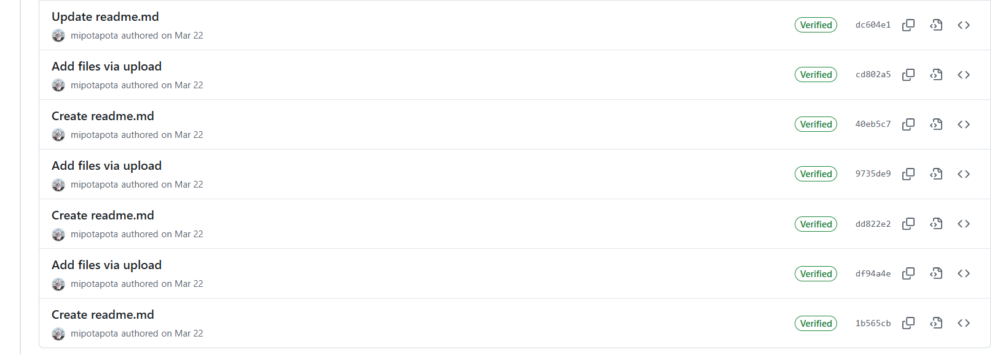 Update readme.md
mipotapota authored on Mar 22
Verified
dc604e1
Add files via upload
mipotapota authored on Mar 22
Verified
cd802a5
Create readme.md
mipotapota authored on Mar 22
Verified
40eb5c7
Add files via upload
mipotapota authored on Mar 22
Verified
9735de9
Create readme.md
mipotapota authored on Mar 22
Verified
dd822e2
Add files via upload
mipotapota authored on Mar 22
Verified
df94a4e
Create readme.md
mipotapota authored on Mar 22
Verified
1b565cb